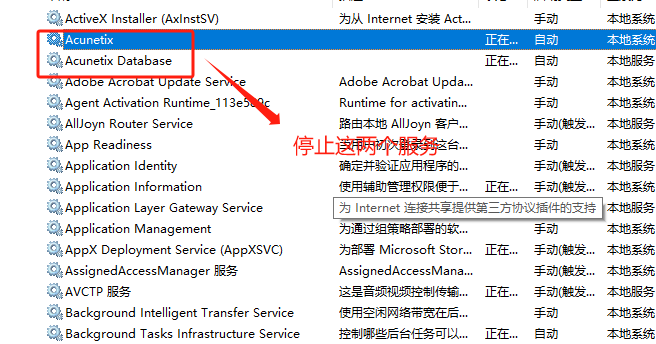 ActiveX Installer (AxInstSV) 为从 Internet 安装 Act... 手动 本地系统
Acunetix 正在... 自动 本地系统
Acunetix Database 正在... 自动 本地服务
Adobe Acrobat Update Service Adobe Acrobat Upda... 手动 本地系统
Agent Activation Runtime_113e5 Runtime for activatin... 手动 本地系统
AllJoyn Router Service 路由本地 AllJoyn 客户... 手动(触发... 本地服务
停止这两个服务
App Readiness 手动 本地系统
Application Identity 确定并验证应用程序的... 手动(触发... 本地服务
Application Information 使用辅助管理权限便于... 正在... 手动(触发... 本地系统
Application Layer Gateway Service 为 Internet 连接共享提供第三方协议插件的支持 本地服务
Application Management 为通过组策略部署的软... 手动 本地系统
AppX Deployment Service (AppXSVC) 为部署 Microsoft Stor... 正在... 手动(触发... 本地系统
AssignedAccessManager 服务 AssignedAccessMana... 手动(触发... 本地系统
AVCTP 服务 这是音频视频控制传输... 正在... 手动(触发... 本地服务
Background Intelligent Transfer Service 使用空闲网络带宽在后... 手动 本地系统
Background Tasks Infrastructure Service 控制哪些后台任务可以... 正在... 自动 本地系统